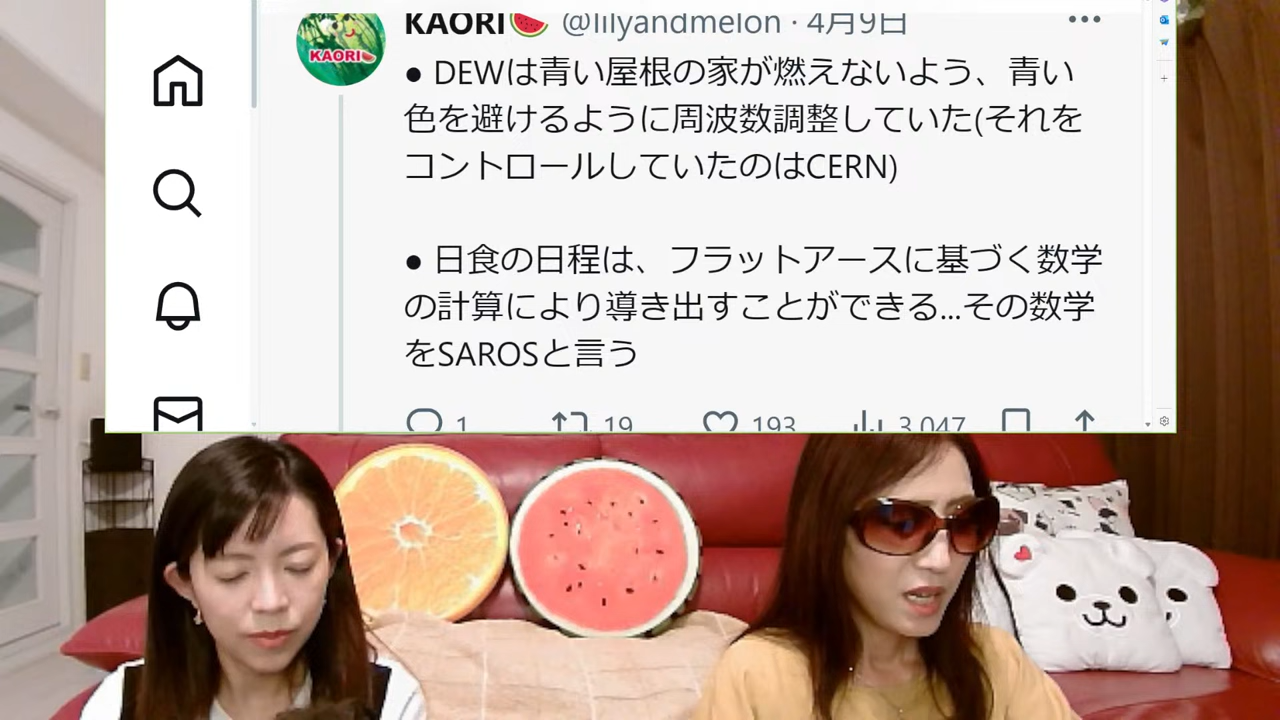 KAORI🍉 @lilyandmelon · 4月9日
KAORI
● DEWは青い屋根の家が燃えないよう、青い
色を避けるように周波数調整していた(それを
コントロールしていたのはCERN)
● 日食の日程は、フラットアースに基づく数学
の計算により導き出すことができる...その数学
をSAROSと言う
1 19 193 3,047